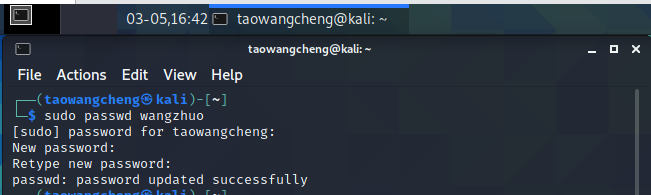 03-05,16:42 taowangcheng@kali: ~
taowangcheng@kali: ~
File Actions Edit View Help
┌──(taowangcheng㉿kali)-[~]
└─$ sudo passwd wangzhuo
[sudo] password for taowangcheng:
New password:
Retype new password:
passwd: password updated successfully
┌──(taowangcheng㉿kali)-[~]